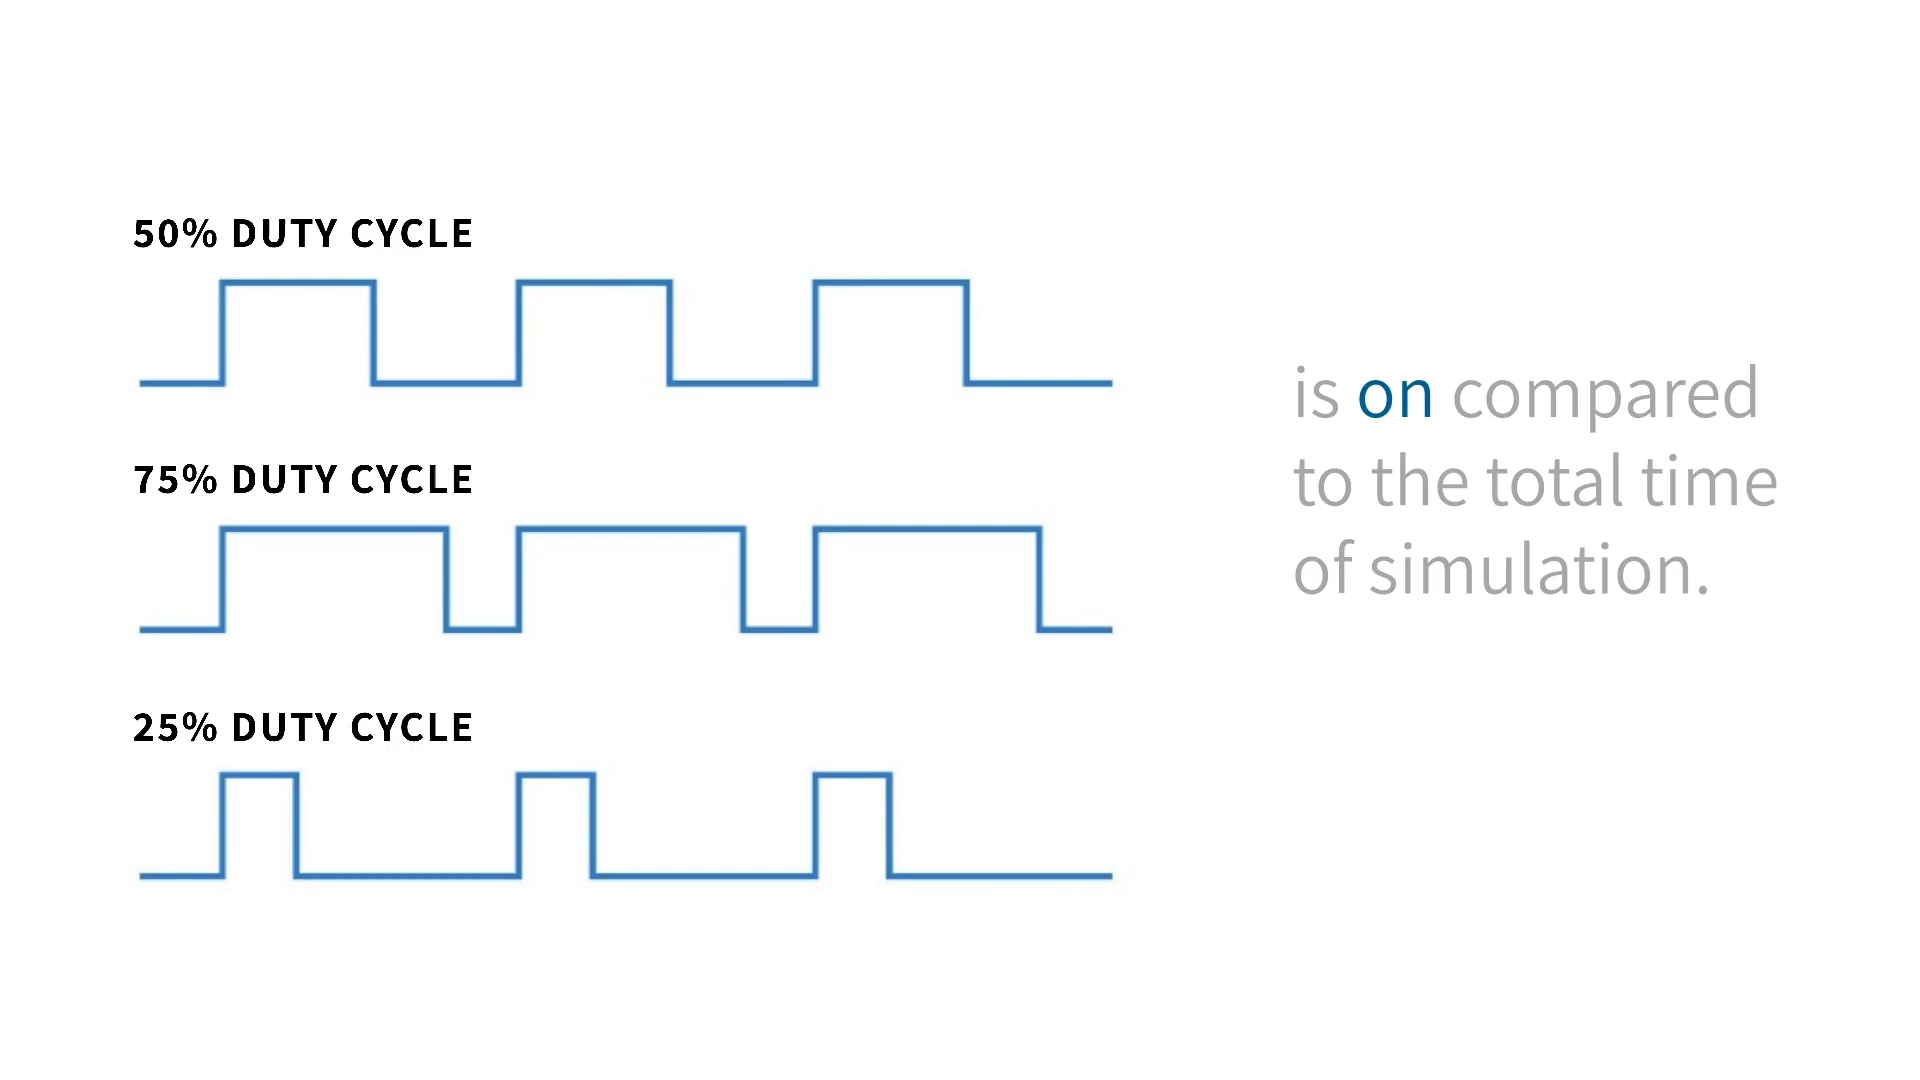 50% DUTY CYCLE
75% DUTY CYCLE
25% DUTY CYCLE
is on compared
to the total time
of simulation.